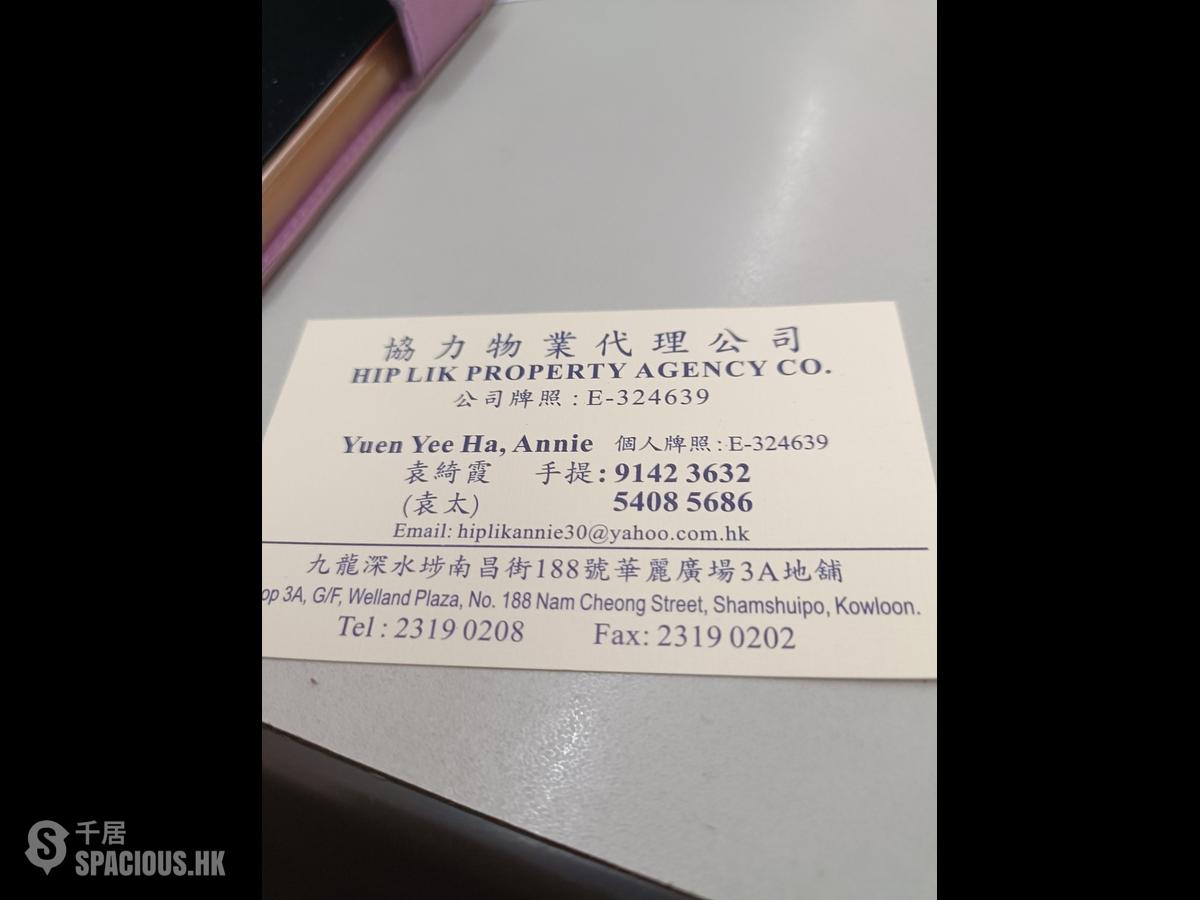 協力物業代理公司
HIP LIK PROPERTY AGENCY CO.
公司牌照 : E-324639
Yuen Yee Ha, Annie 個人牌照 : E-324639
袁綺霞 手提 : 9142 3632
(袁太) 5408 5686
Email: hiplikannie30@yahoo.com.hk
九龍深水埗南昌街188號華麗廣場3A地舖
op 3A, G/F, Welland Plaza, No. 188 Nam Cheong Street, Shamshuipo, Kowloon.
Tel : 2319 0208 Fax: 2319 0202
千居
SPACIOUS.HK